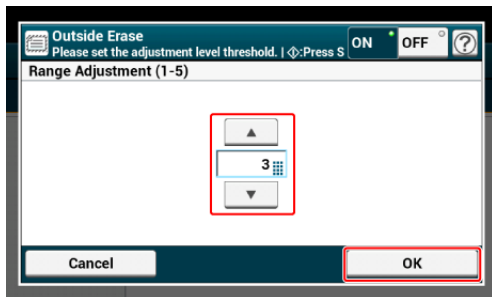 Outside Erase
Please set the adjustment level threshold. | :Press S
ON
OFF
?
Range Adjustment (1-5)
3
Cancel
OK